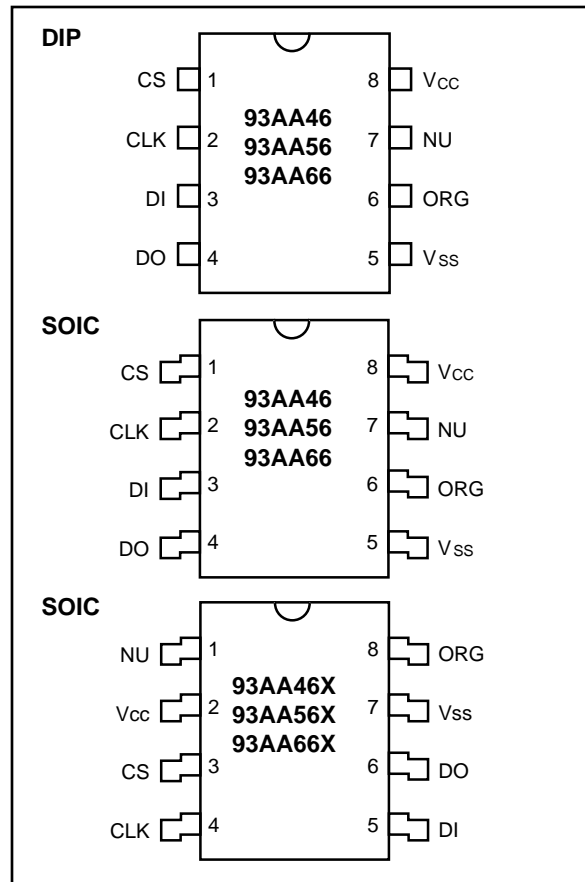 DIP
CS 1 8 VCC
93AA46
CLK 2 93AA56 7 NU
93AA66
DI 3 6 ORG
DO 4 5 VSS
SOIC
CS 1 8 VCC
93AA46
CLK 2 93AA56 7 NU
93AA66
DI 3 6 ORG
DO 4 5 VSS
SOIC
NU 1 8 ORG
93AA46X
Vcc 2 93AA56X 7 Vss
93AA66X
CS 3 6 DO
CLK 4 5 DI